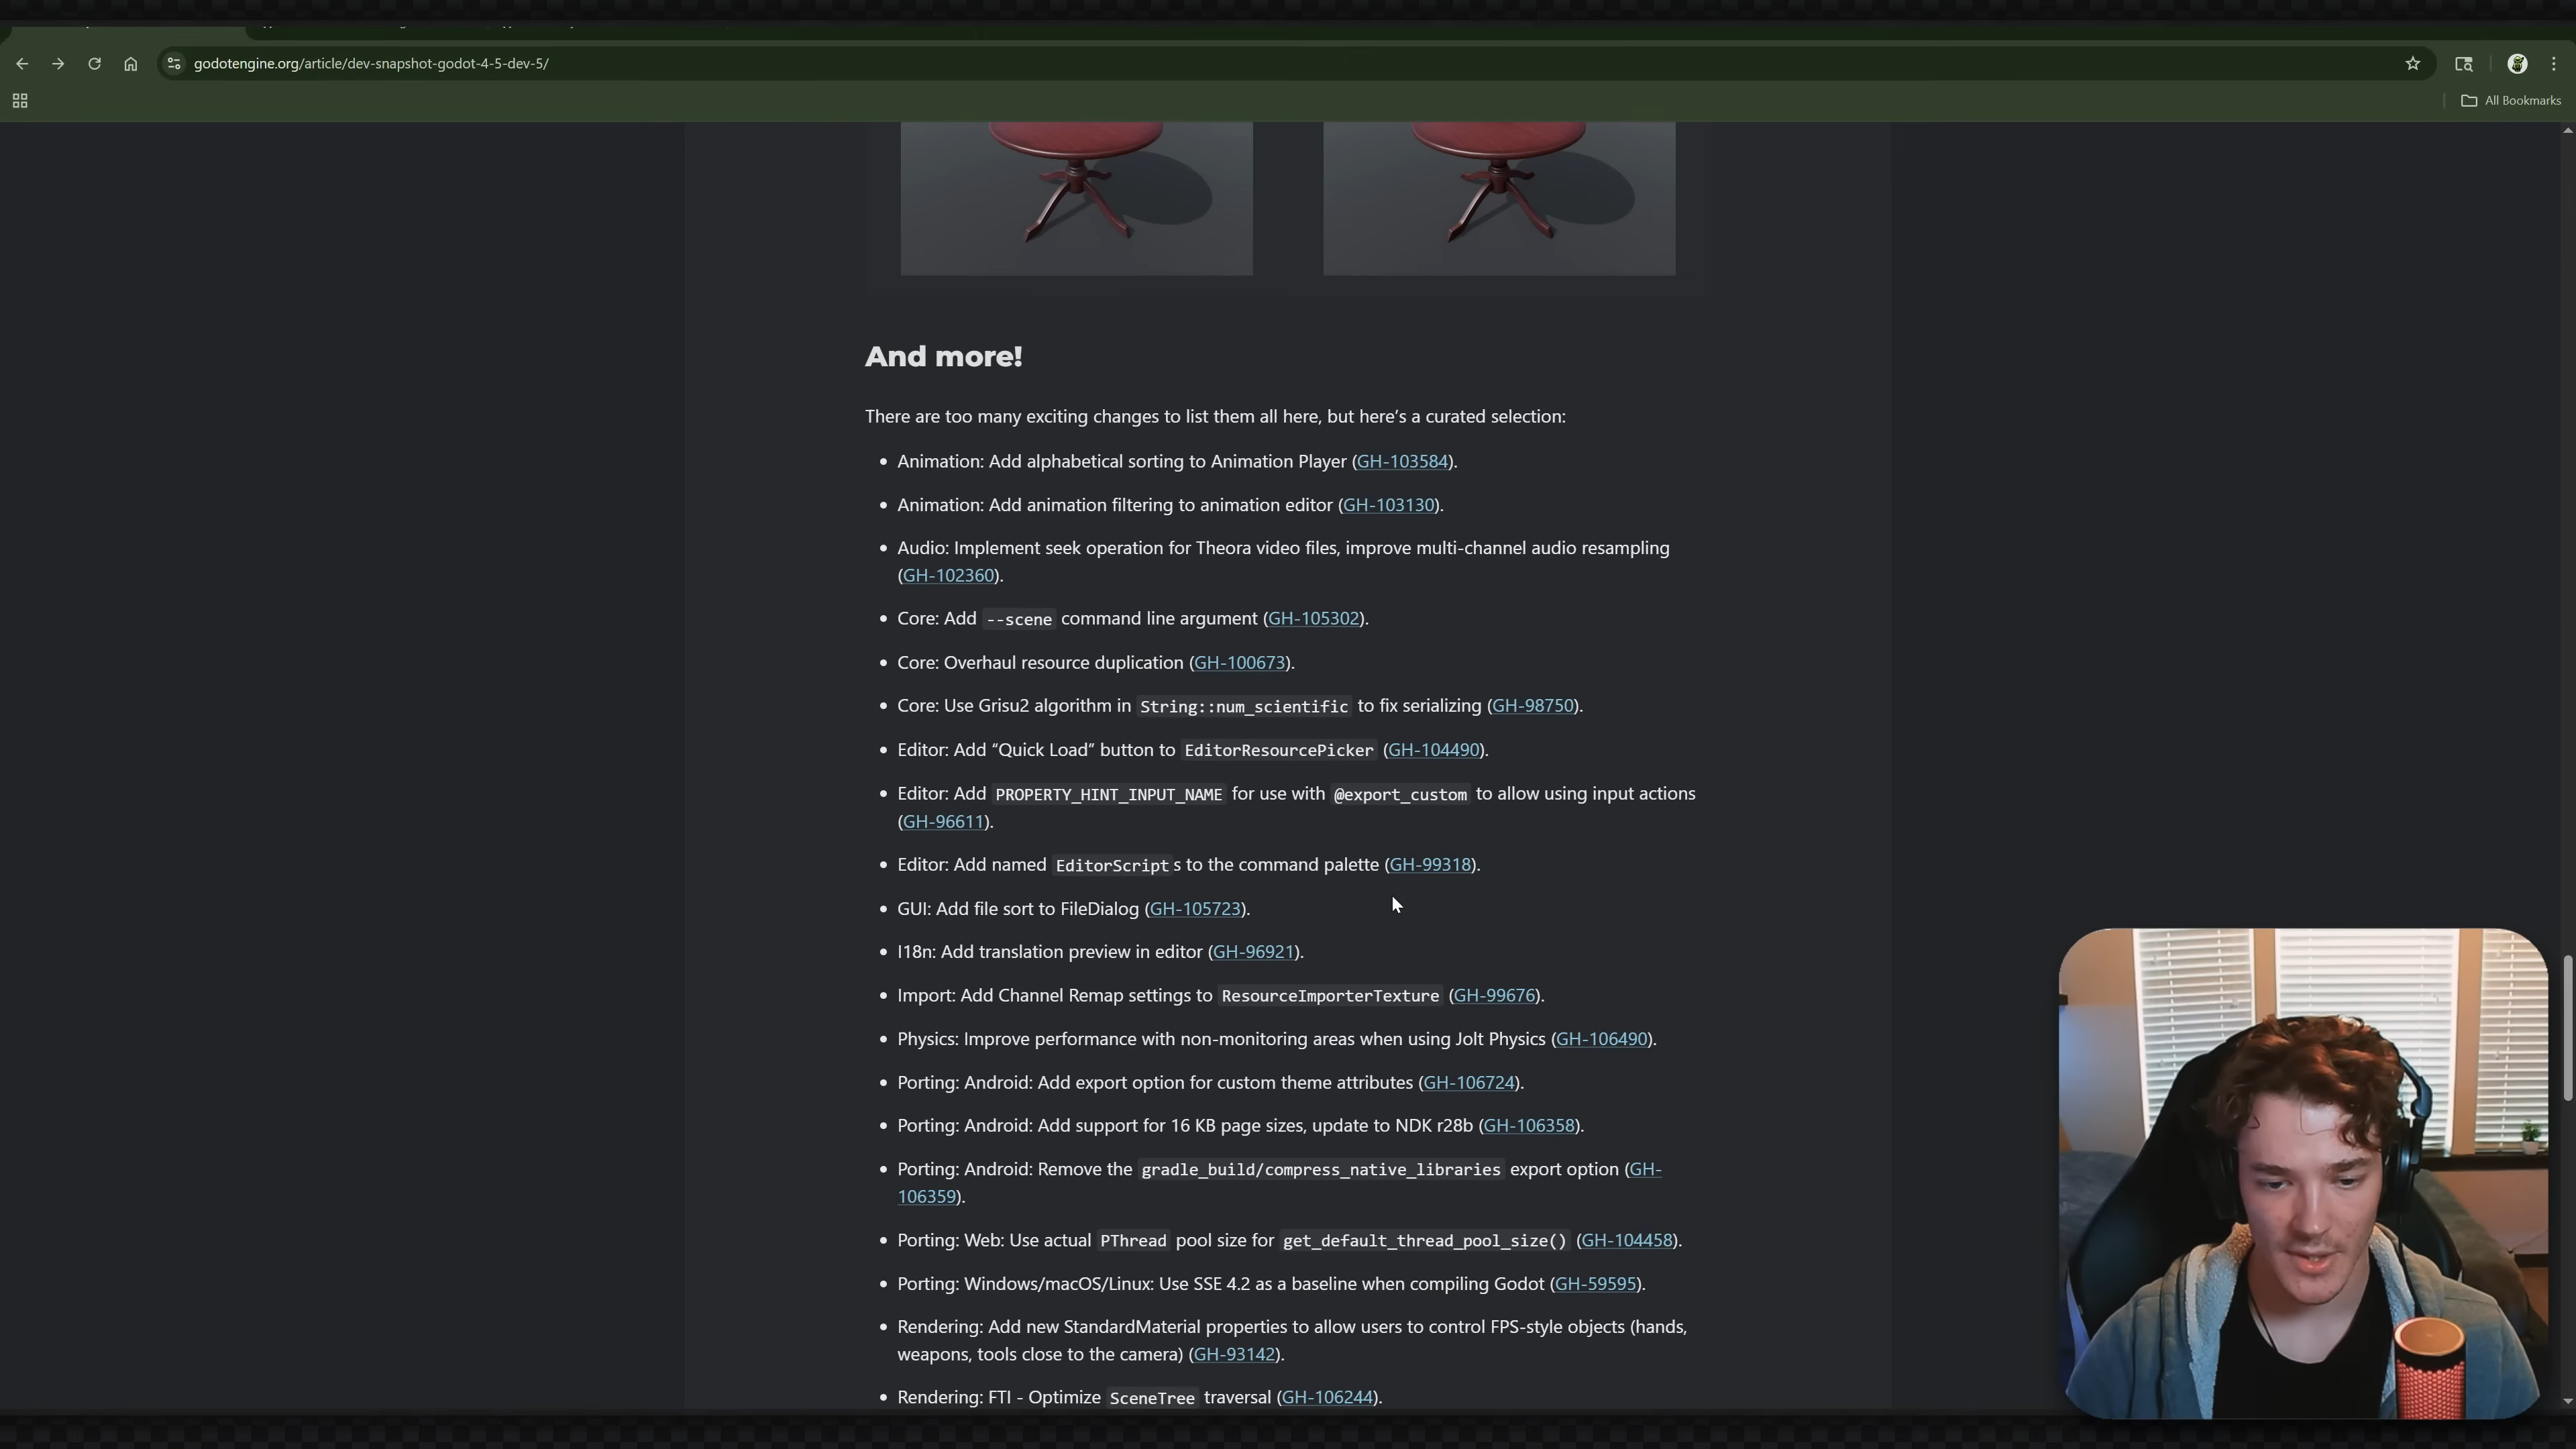 godotengine.org/article/dev-snapshot-godot-4-5-dev-5/
All Bookmarks
And more!
There are too many exciting changes to list them all here, but here’s a curated selection:
• Animation: Add alphabetical sorting to Animation Player (GH-103584).
• Animation: Add animation filtering to animation editor (GH-103130).
• Audio: Implement seek operation for Theora video files, improve multi-channel audio resampling
(GH-102360).
• Core: Add --scene command line argument (GH-105302).
• Core: Overhaul resource duplication (GH-100673).
• Core: Use Grisu2 algorithm in String::num_scientific to fix serializing (GH-98750).
• Editor: Add “Quick Load” button to EditorResourcePicker (GH-104490).
• Editor: Add PROPERTY_HINT_INPUT_NAME for use with @export_custom to allow using input actions
(GH-96611).
• Editor: Add named EditorScripts to the command palette (GH-99318).
• GUI: Add file sort to FileDialog (GH-105723).
• I18n: Add translation preview in editor (GH-96921).
• Import: Add Channel Remap settings to ResourceImporterTexture (GH-99676).
• Physics: Improve performance with non-monitoring areas when using Jolt Physics (GH-106490).
• Porting: Android: Add export option for custom theme attributes (GH-106724).
• Porting: Android: Add support for 16 KB page sizes, update to NDK r28b (GH-106358).
• Porting: Android: Remove the gradle_build/compress_native_libraries export option (GH-
106359).
• Porting: Web: Use actual PThread pool size for get_default_thread_pool_size() (GH-104458).
• Porting: Windows/macOS/Linux: Use SSE 4.2 as a baseline when compiling Godot (GH-59595).
• Rendering: Add new StandardMaterial properties to allow users to control FPS-style objects (hands,
weapons, tools close to the camera) (GH-93142).
• Rendering: FTI - Optimize SceneTree traversal (GH-106244).